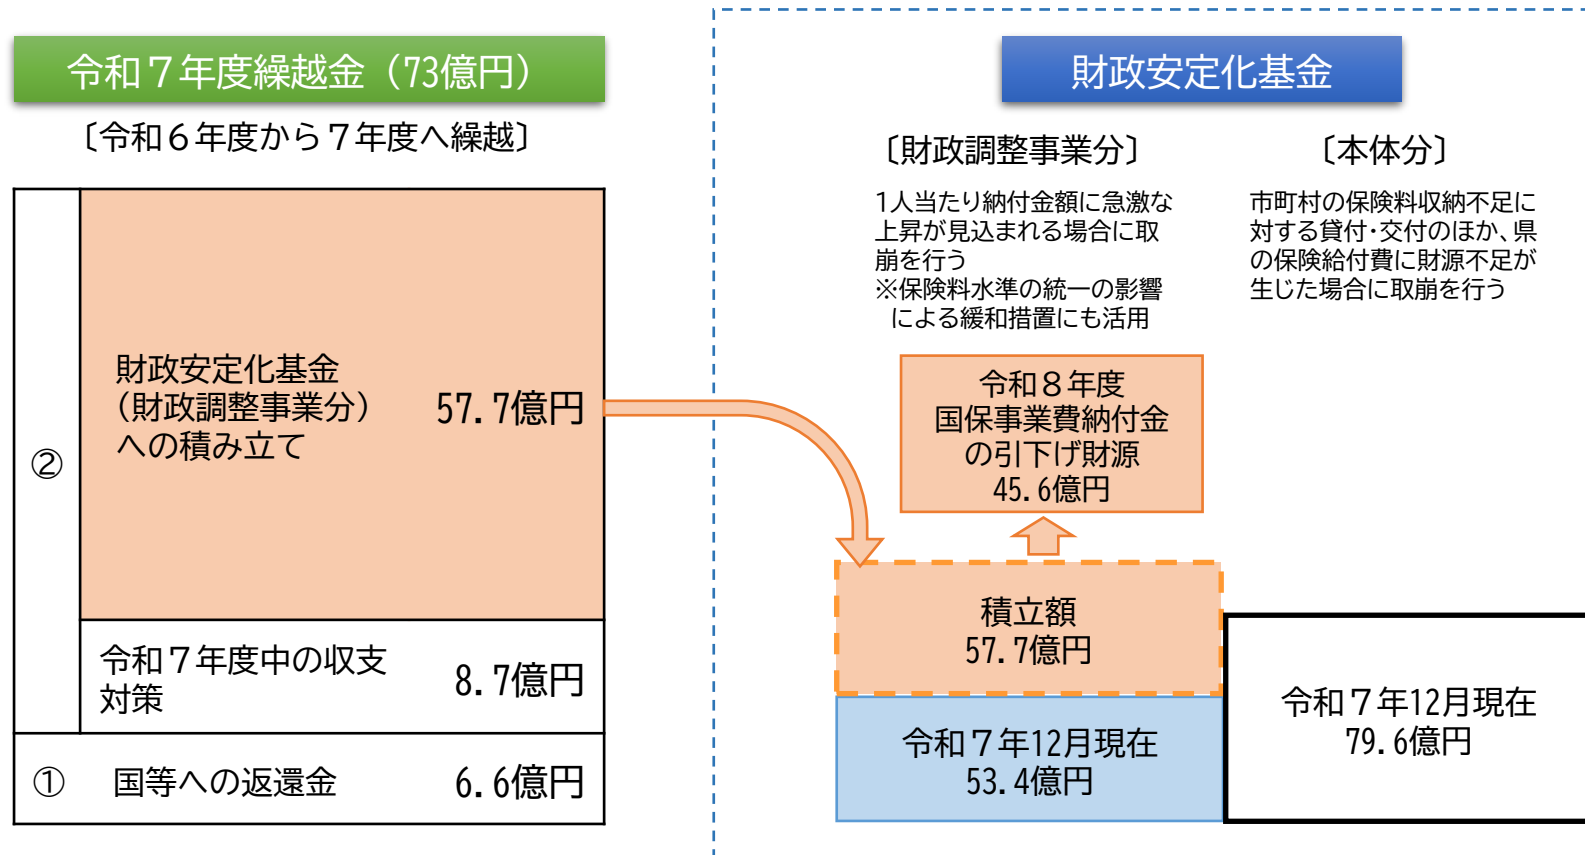 令和７年度繰越金（73億円）
〔令和６年度から７年度へ繰越〕
②
財政安定化基金
（財政調整事業分）
への積み立て
57.7億円
令和７年度中の収支
対策
8.7億円
①
国等への返還金
6.6億円
財政安定化基金
〔財政調整事業分〕
1人当たり納付金額に急激な
上昇が見込まれる場合に取
崩を行う
※保険料水準の統一の影響
による緩和措置にも活用
〔本体分〕
市町村の保険料収納不足に
対する貸付・交付のほか、県
の保険給付費に財源不足が
生じた場合に取崩を行う
令和８年度
国保事業費納付金
の引下げ財源
45.6億円
積立額
57.7億円
令和７年12月現在
53.4億円
令和７年12月現在
79.6億円